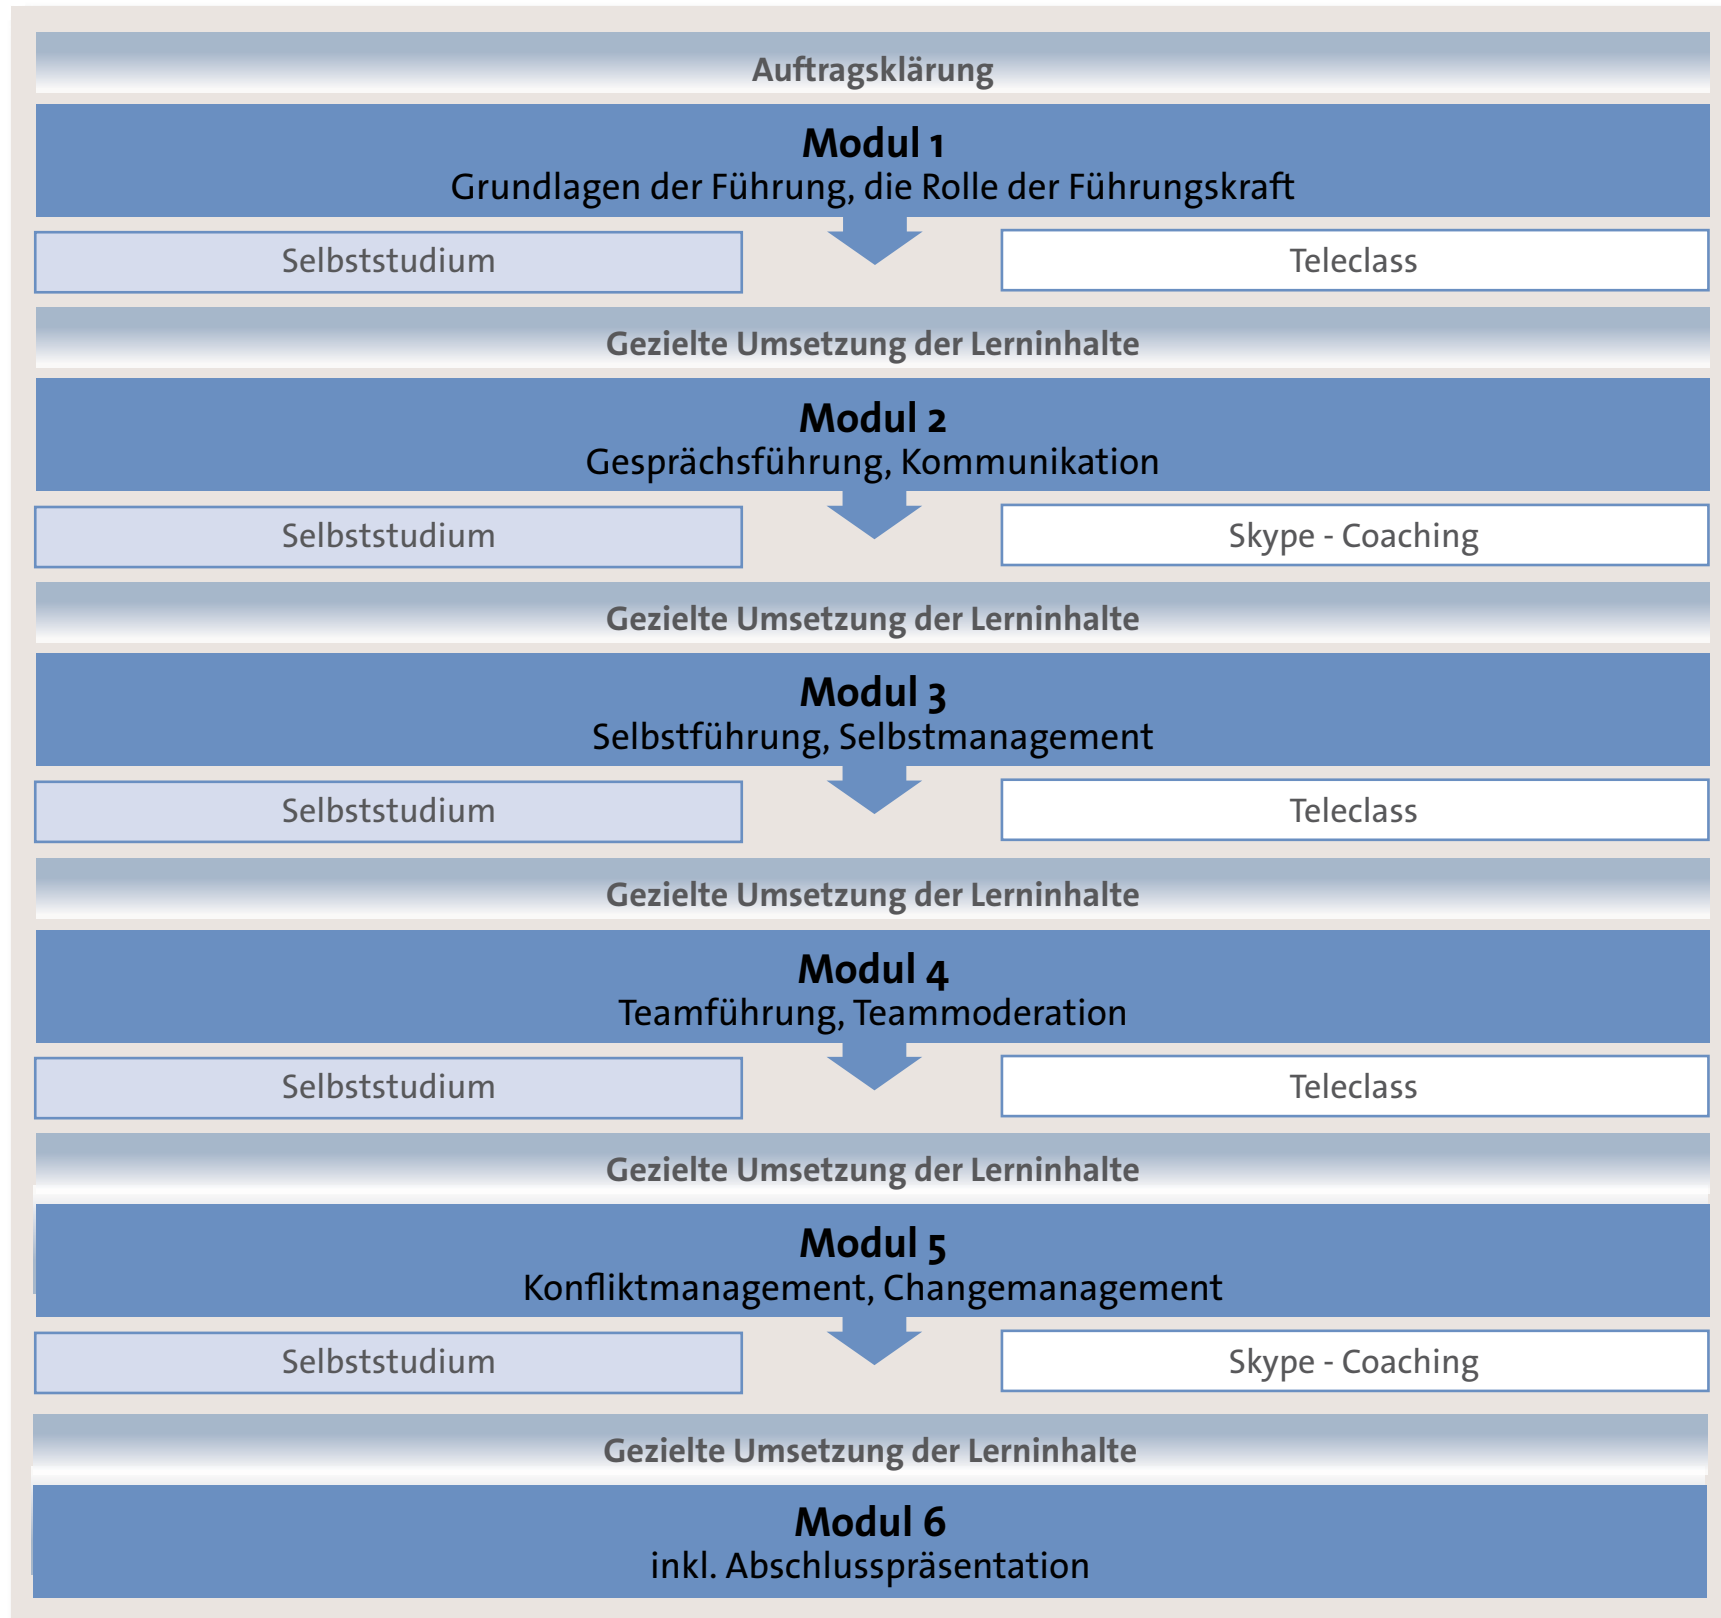 Auftragsklärung
Modul 1
Grundlagen der Führung, die Rolle der Führungskraft
Selbststudium
Teleclass
Gezielte Umsetzung der Lerninhalte
Modul 2
Gesprächsführung, Kommunikation
Selbststudium
Skype - Coaching
Gezielte Umsetzung der Lerninhalte
Modul 3
Selbstführung, Selbstmanagement
Selbststudium
Teleclass
Gezielte Umsetzung der Lerninhalte
Modul 4
Teamführung, Teammoderation
Selbststudium
Teleclass
Gezielte Umsetzung der Lerninhalte
Modul 5
Konfliktmanagement, Changemanagement
Selbststudium
Skype - Coaching
Gezielte Umsetzung der Lerninhalte
Modul 6
inkl. Abschlusspräsentation